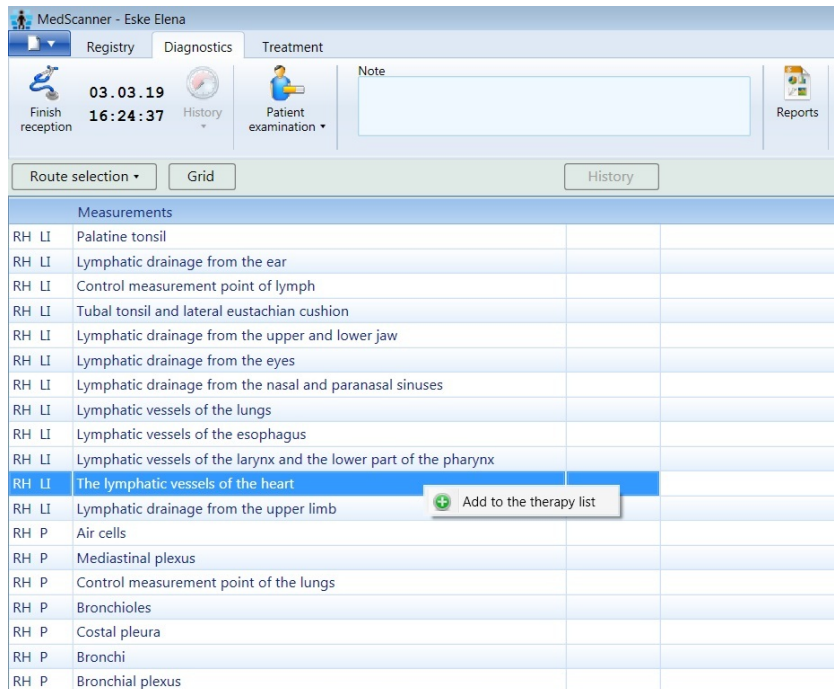 MedScanner - Eske Elena
Registry Diagnostics Treatment
Finish reception
03.03.19
16:24:37
History
Patient examination
Note
Reports
Route selection Grid History
Measurements
RH LI Palatine tonsil
RH LI Lymphatic drainage from the ear
RH LI Control measurement point of lymph
RH LI Tubal tonsil and lateral eustachian cushion
RH LI Lymphatic drainage from the upper and lower jaw
RH LI Lymphatic drainage from the eyes
RH LI Lymphatic drainage from the nasal and paranasal sinuses
RH LI Lymphatic vessels of the lungs
RH LI Lymphatic vessels of the esophagus
RH LI Lymphatic vessels of the larynx and the lower part of the pharynx
RH LI The lymphatic vessels of the heart
Add to the therapy list
RH LI Lymphatic drainage from the upper limb
RH P Air cells
RH P Mediastinal plexus
RH P Control measurement point of the lungs
RH P Bronchioles
RH P Costal pleura
RH P Bronchi
RH P Bronchial plexus